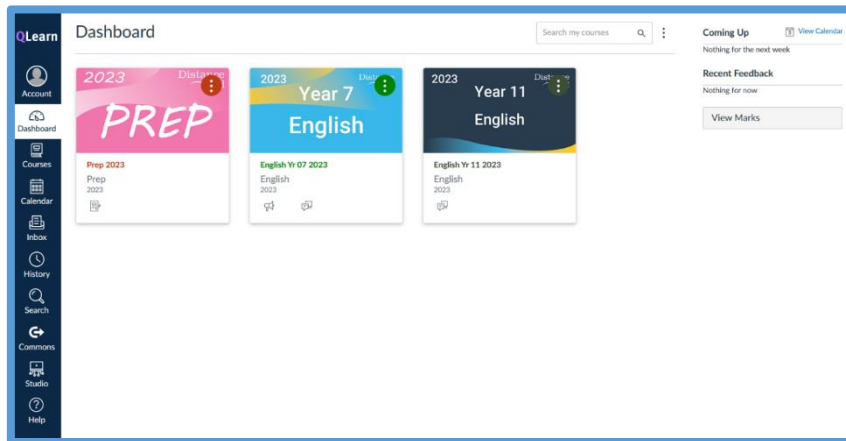 QLearn
Account
Dashboard
Courses
Calendar
Inbox
History
Search
Commons
Studio
Help
Dashboard
Search my courses
2023
PREP
Prep 2023
Prep
2023
2023
Year 7
English
English Yr 07 2023
English
2023
2023
Year 11
English
English Yr 11 2023
English
2023
Coming Up
View Calendar
Nothing for the next week
Recent Feedback
Nothing for now
View Marks